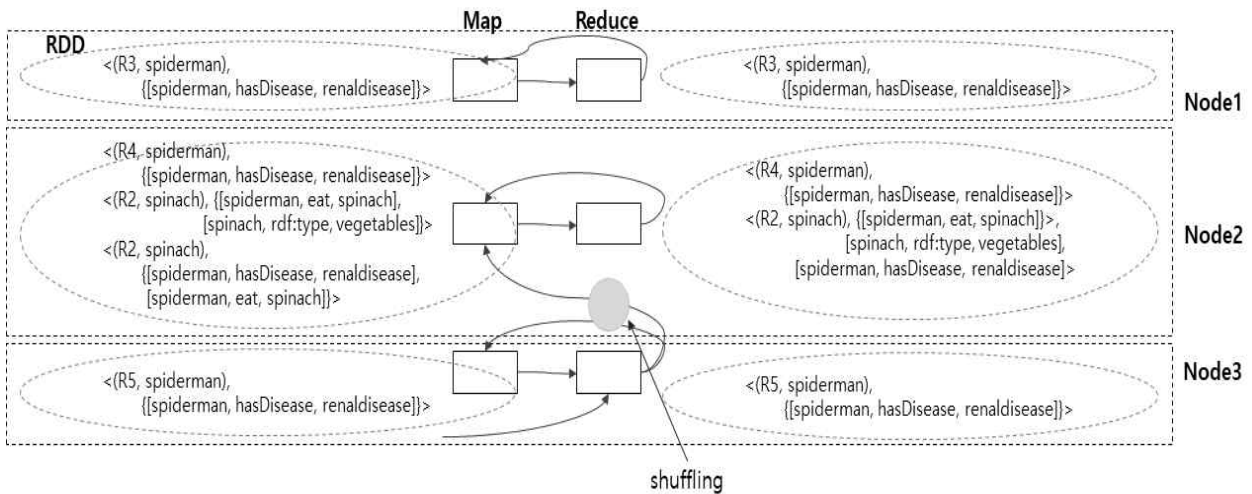 Map
Reduce
RDD
<(R3, spiderman),
{[spiderman, hasDisease, renaldisease]}>
<(R3, spiderman),
{[spiderman, hasDisease, renaldisease]}>
Node1
<(R4, spiderman),
{[spiderman, hasDisease, renaldisease]}>
<(R2, spinach), {[spiderman, eat, spinach],
[spinach, rdf:type, vegetables]}>
<(R2, spinach),
{[spiderman, hasDisease, renaldisease],
[spiderman, eat, spinach]}>
<(R4, spiderman),
{[spiderman, hasDisease, renaldisease]}>
<(R2, spinach), {[spiderman, eat, spinach]}>,
[spinach, rdf:type, vegetables],
[spiderman, hasDisease, renaldisease]>
Node2
<(R5, spiderman),
{[spiderman, hasDisease, renaldisease]}>
<(R5, spiderman),
{[spiderman, hasDisease, renaldisease]}>
Node3
shuffling